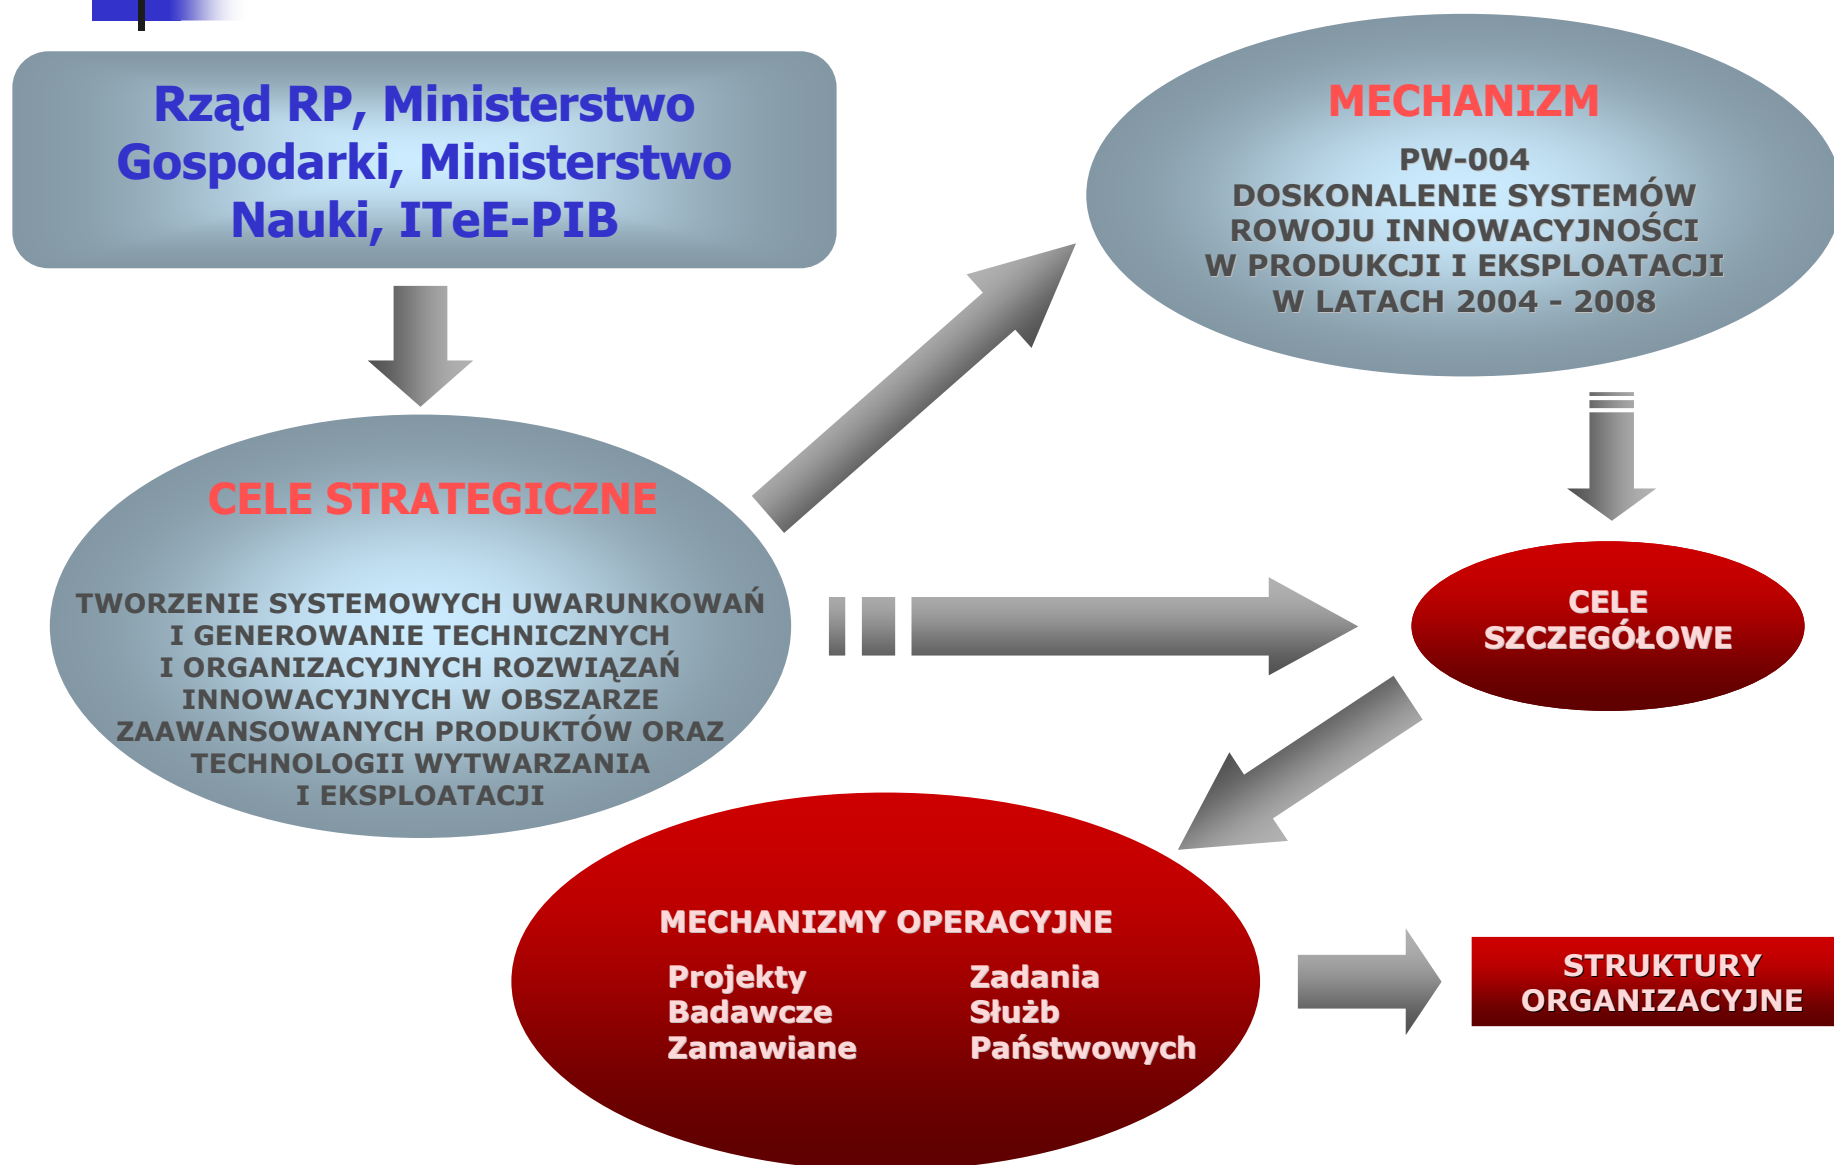 Rząd RP, Ministerstwo
Gospodarki, Ministerstwo
Nauki, ITeE-PIB
MECHANIZM
PW-004
DOSKONALENIE SYSTEMÓW
ROWOJU INNOWACYJNOŚCI
W PRODUKCJI I EKSPLOATACJI
W LATACH 2004 - 2008
CELE STRATEGICZNE
TWORZENIE SYSTEMOWYCH UWARUNKOWAŃ
I GENEROWANIE TECHNICZNYCH
I ORGANIZACYJNYCH ROZWIĄZAŃ
INNOWACYJNYCH W OBSZARZE
ZAAWANSOWANYCH PRODUKTÓW ORAZ
TECHNOLOGII WYTWARZANIA
I EKSPLOATACJI
CELE
SZCZEGÓŁOWE
MECHANIZMY OPERACYJNE
Projekty
Badawcze
Zamawiane
Zadania
Służb
Państwowych
STRUKTURY
ORGANIZACYJNE